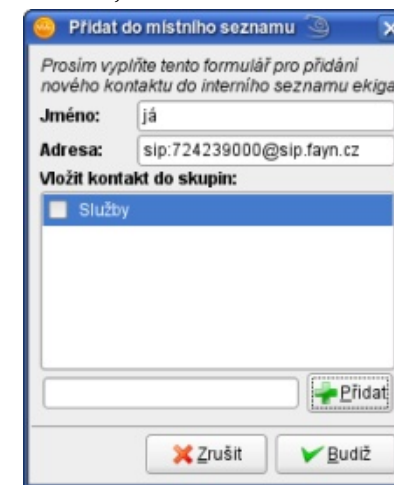 Přidat do místního seznamu
Prosím vyplňte tento formulář pro přidání
nového kontaktu do interního seznamu ekiga
Jméno: já
Adresa: sip:724239000@sip.fayn.cz
Vložit kontakt do skupin:
Služby
Přidat
Zrušit Budiž